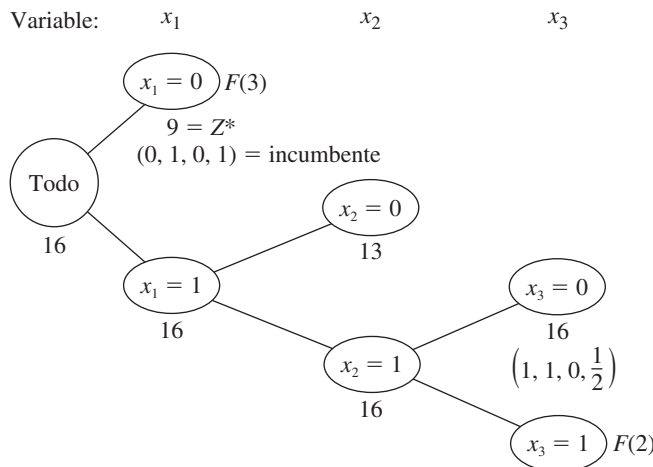 Variable: x₁ x₂ x₃
x₁ = 0 F(3)
9 = Z*
(0, 1, 0, 1) = incumbente
Todo
16
x₂ = 0
13
x₁ = 1
16
x₃ = 0
16
(1, 1, 0, 1/2)
x₂ = 1
16
x₃ = 1 F(2)